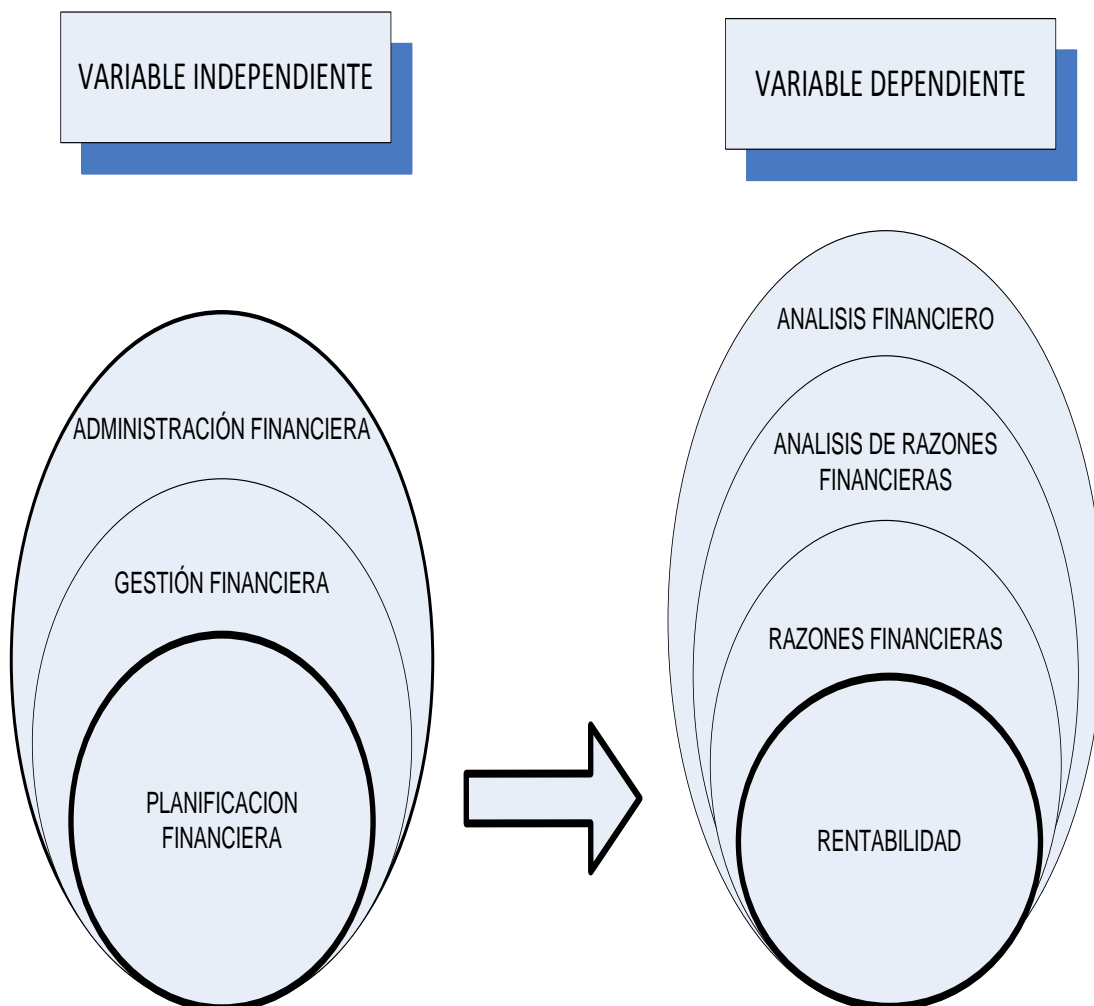 VARIABLE INDEPENDIENTE
VARIABLE DEPENDIENTE
ADMINISTRACIÓN FINANCIERA
GESTIÓN FINANCIERA
PLANIFICACION
FINANCIERA
ANALISIS FINANCIERO
ANALISIS DE RAZONES
FINANCIERAS
RAZONES FINANCIERAS
RENTABILIDAD